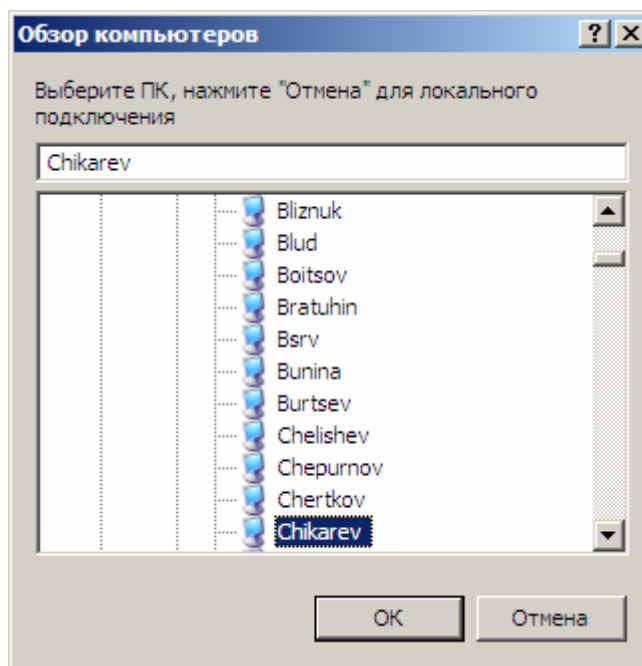 Обзор компьютеров
Выберите ПК, нажмите "Отмена" для локального
подключения
Chikarev
Bliznuk
Blud
Boitsov
Bratuhin
Bsrv
Bunina
Burtsev
Chelishev
Chepurnov
Chertkov
Chikarev
OK
Отмена